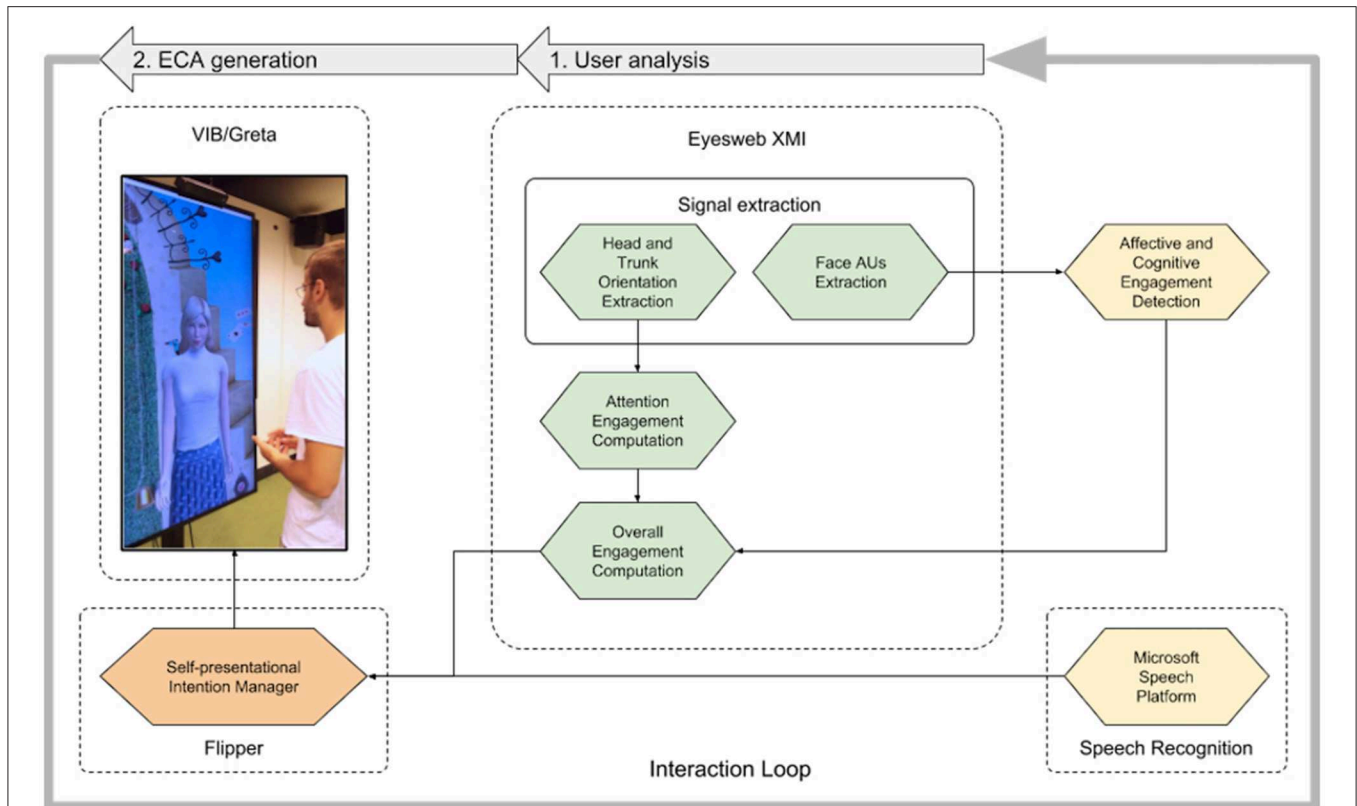 2. ECA generation
1. User analysis
VIB/Greta
Eyesweb XMI
Signal extraction
Head and
Trunk
Orientation
Extraction
Face AUs
Extraction
Affective and
Cognitive
Engagement
Detection
Attention
Engagement
Computation
Overall
Engagement
Computation
Self-presentational
Intention Manager
Flipper
Microsoft
Speech
Platform
Speech Recognition
Interaction Loop